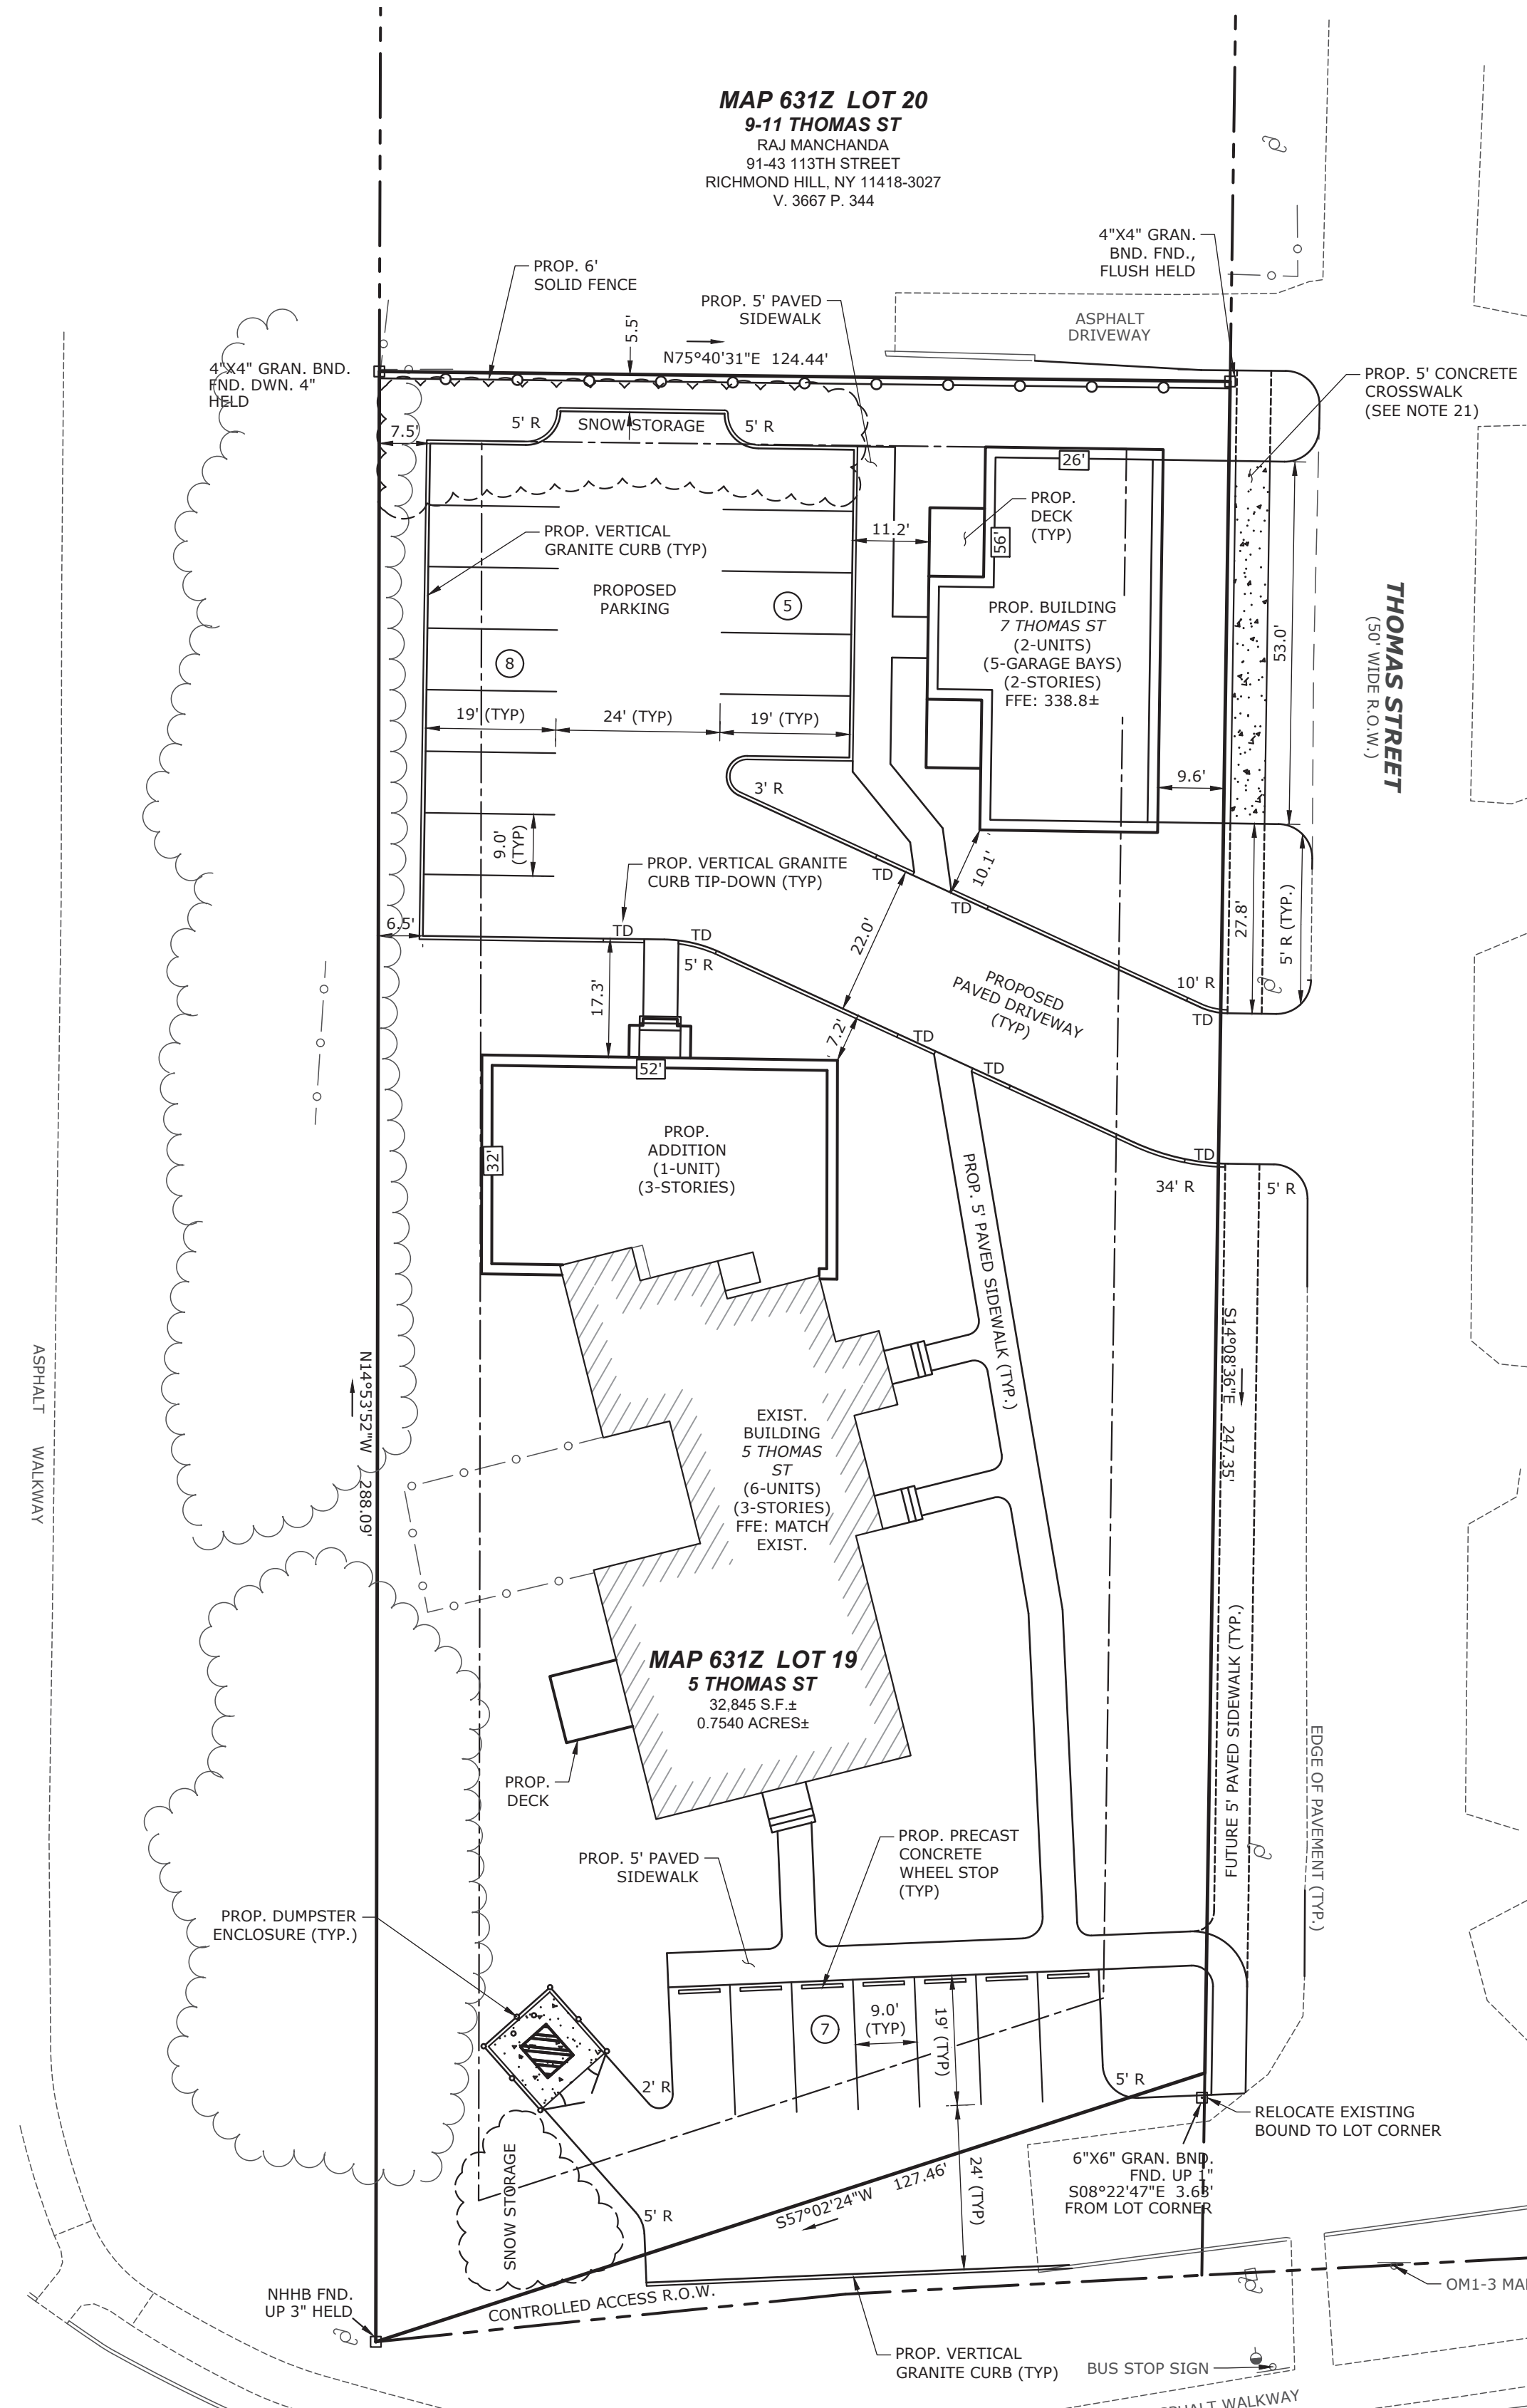 MAP 631Z LOT 20
9-11 THOMAS ST
RAJ MANCHANDA
91-43 113TH STREET
RICHMOND HILL, NY 11418-3027
V. 3667 P. 344
4"X4" GRAN.
BND. FND.,
FLUSH HELD
PROP. 6'
SOLID FENCE
PROP. 5' PAVED
SIDEWALK
5.5'
N75°40'31"E 124.44'
ASPHALT
DRIVEWAY
4"X4" GRAN. BND.
FND. DWN. 4"
HELD
PROP. 5' CONCRETE
CROSSWALK
(SEE NOTE 21)
7.5'
5' R
SNOW STORAGE
5' R
26'
PROP.
DECK
(TYP)
56'
11.2'
PROP. VERTICAL
GRANITE CURB (TYP)
PROPOSED
PARKING
5
8
PROP. BUILDING
7 THOMAS ST
(2-UNITS)
(5-GARAGE BAYS)
(2-STORIES)
FFE: 338.8±
53.0'
THOMAS STREET
(50' WIDE R.O.W.)
19' (TYP)
24' (TYP)
19' (TYP)
9.6'
3' R
9.0'
(TYP)
PROP. VERTICAL GRANITE
CURB TIP-DOWN (TYP)
TD
10.1'
TD
27.8'
5' R (TYP.)
6.5'
TD
TD
5' R
22.0'
17.3'
PROPOSED
PAVED DRIVEWAY
(TYP)
10' R
TD
7.2'
TD
TD
52'
32'
PROP.
ADDITION
(1-UNIT)
(3-STORIES)
TD
34' R
5' R
PROP. 5' PAVED SIDEWALK (TYP.)
S14°08'36"E 247.35'
N14°53'52"W 288.09'
ASPHALT WALKWAY
EXIST.
BUILDING
5 THOMAS
ST
(6-UNITS)
(3-STORIES)
FFE: MATCH
EXIST.
MAP 631Z LOT 19
5 THOMAS ST
32,845 S.F.±
0.7540 ACRES±
FUTURE 5' PAVED SIDEWALK (TYP.)
EDGE OF PAVEMENT (TYP.)
PROP.
DECK
PROP. 5' PAVED
SIDEWALK
PROP. PRECAST
CONCRETE
WHEEL STOP
(TYP)
PROP. DUMPSTER
ENCLOSURE (TYP.)
7
9.0'
(TYP)
19' (TYP)
2' R
5' R
RELOCATE EXISTING
BOUND TO LOT CORNER
6"X6" GRAN. BND.
FND. UP 1"
S08°22'47"E 3.63'
FROM LOT CORNER
SNOW STORAGE
5' R
S57°02'24"W 127.46'
24' (TYP)
NHHB FND.
UP 3" HELD
CONTROLLED ACCESS R.O.W.
OM1-3 MA
PROP. VERTICAL
GRANITE CURB (TYP)
BUS STOP SIGN
WALKWAY